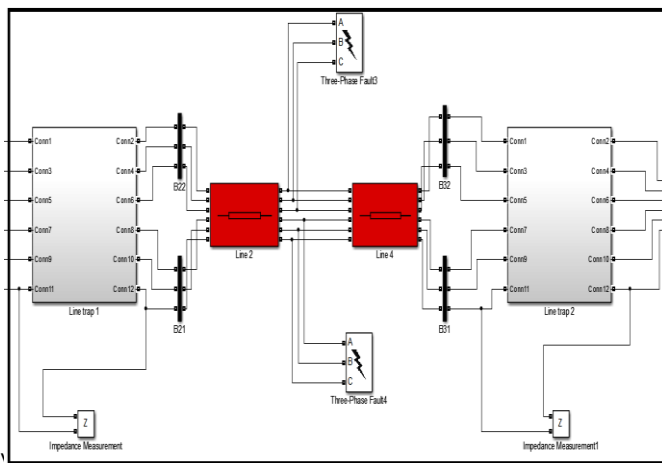 A
B
C
Three-Phase Fault3
Conn1
Conn2
Conn3
Conn4
Conn5
Conn6
Conn7
Conn8
Conn9
Conn10
Conn11
Conn12
Line trap 1
B22
B21
Line 2
Line 4
B32
B31
Conn1
Conn2
Conn3
Conn4
Conn5
Conn6
Conn7
Conn8
Conn9
Conn10
Conn11
Conn12
Line trap 2
A
B
C
Three-Phase Fault4
Z
Impedance Measurement
Z
Impedance Measurement1